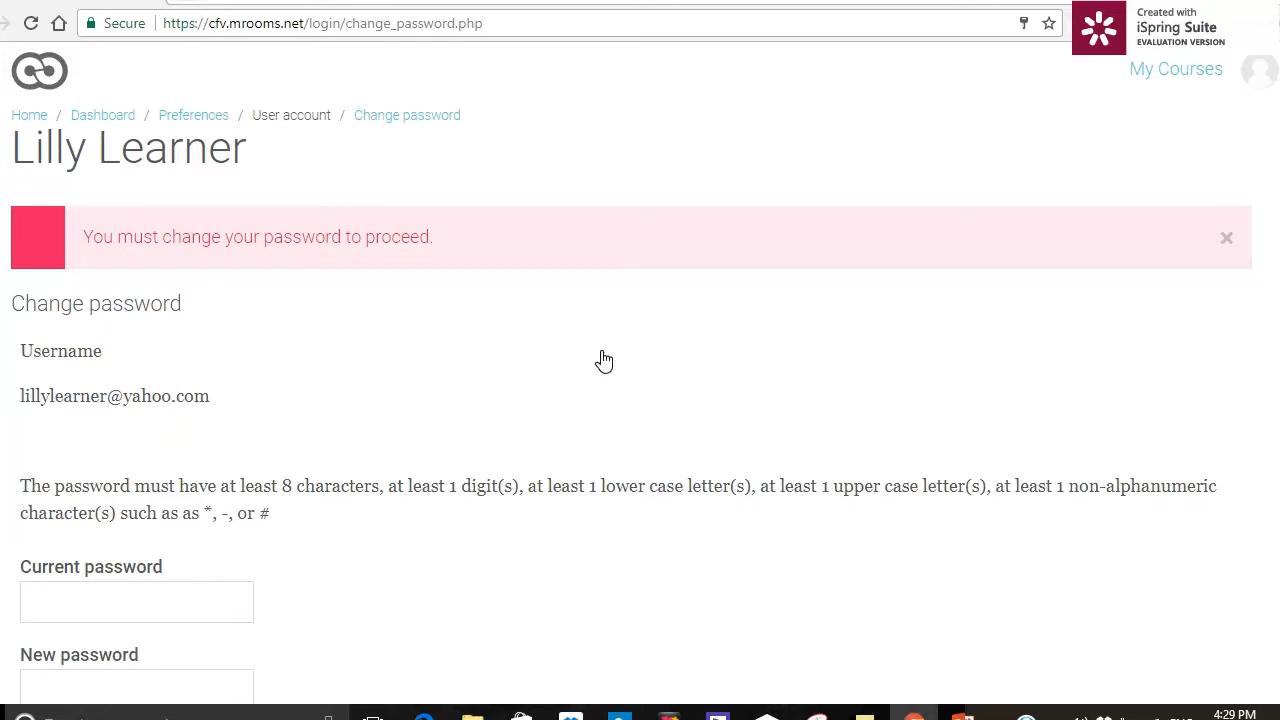 Secure https://cfv.mrooms.net/login/change_password.php
Created with
iSpring Suite
EVALUATION VERSION
My Courses
Home / Dashboard / Preferences / User account / Change password
Lilly Learner
You must change your password to proceed.
Change password
Username
lillylearner@yahoo.com
The password must have at least 8 characters, at least 1 digit(s), at least 1 lower case letter(s), at least 1 upper case letter(s), at least 1 non-alphanumeric
character(s) such as as *, -, or #
Current password
New password
4:29 PM